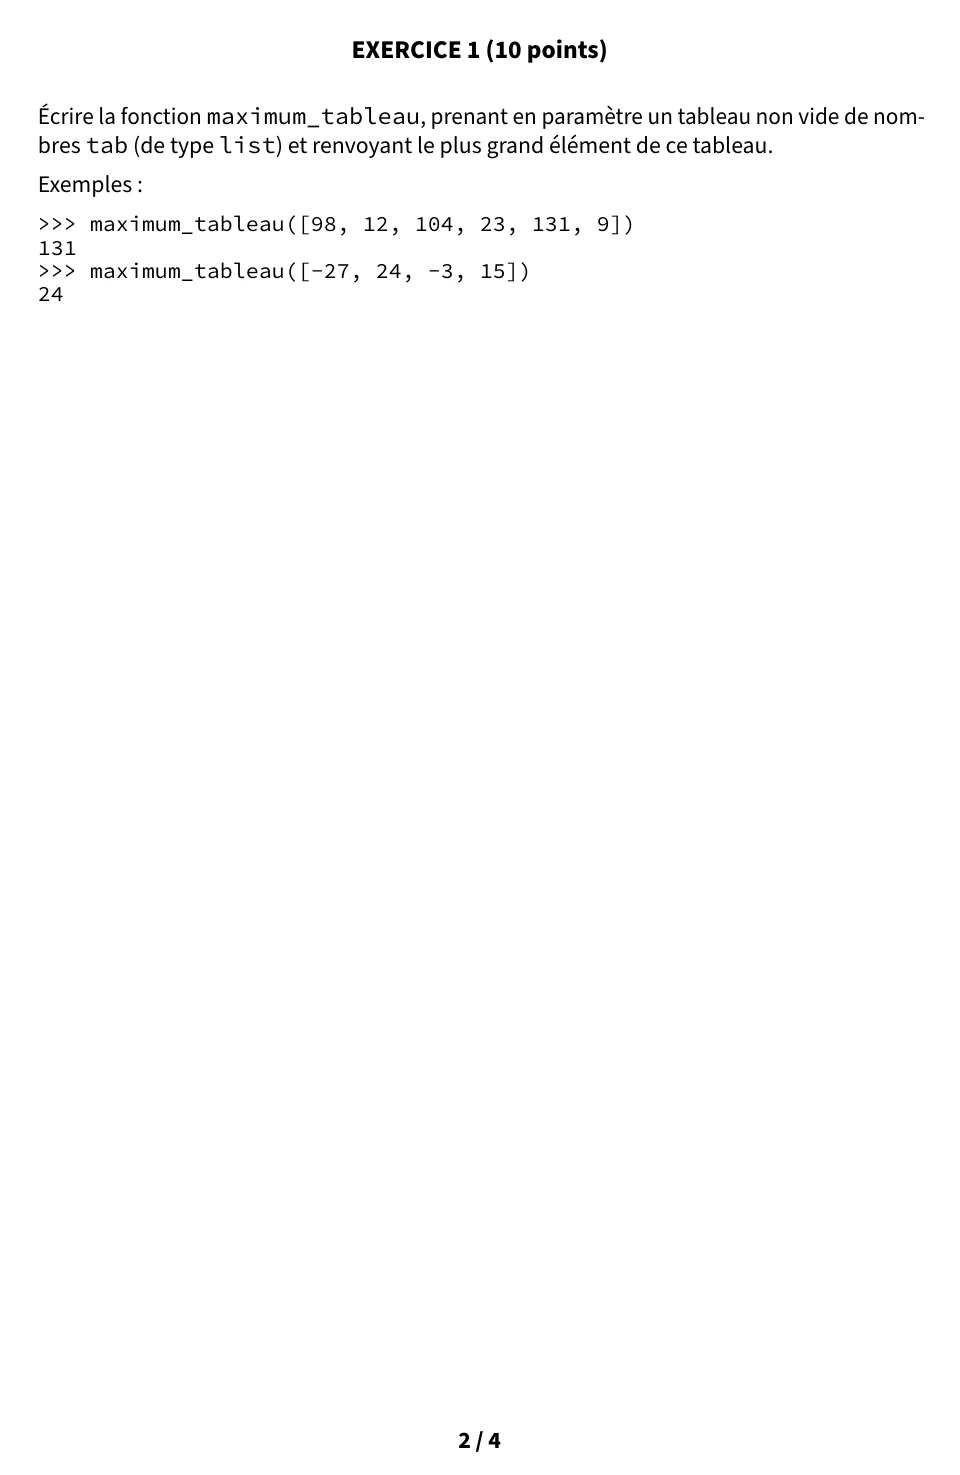 EXERCICE 1 (10 points)
Écrire la fonction maximum_tableau, prenant en paramètre un tableau non vide de nom-
bres tab (de type list) et renvoyant le plus grand élément de ce tableau.
Exemples :
>>> maximum_tableau([98, 12, 104, 23, 131, 9])
131
>>> maximum_tableau([-27, 24, -3, 15])
24
2 / 4